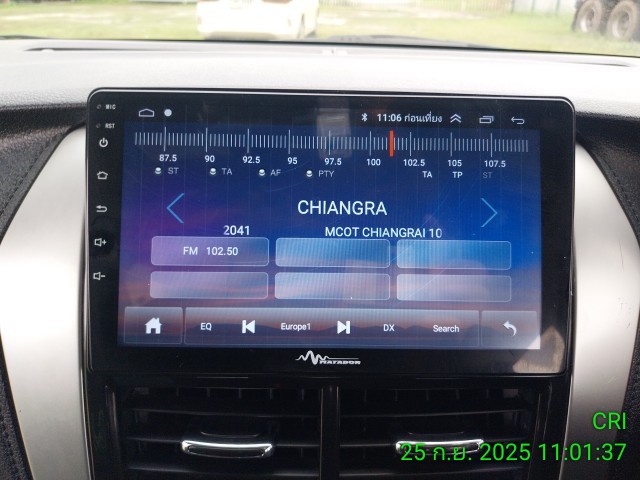 MIC
11:06 ก่อนเที่ยง
RST
87.5 90 92.5 95 97.5 100 102.5 105 107.5
ST TA AF PTY TA TP ST
CHIANGRA
2041 MCOT CHIANGRAI 10
FM 102.50
EQ Europe1 DX Search
MATADOR
CRI
25 ก.ย. 2025 11:01:37